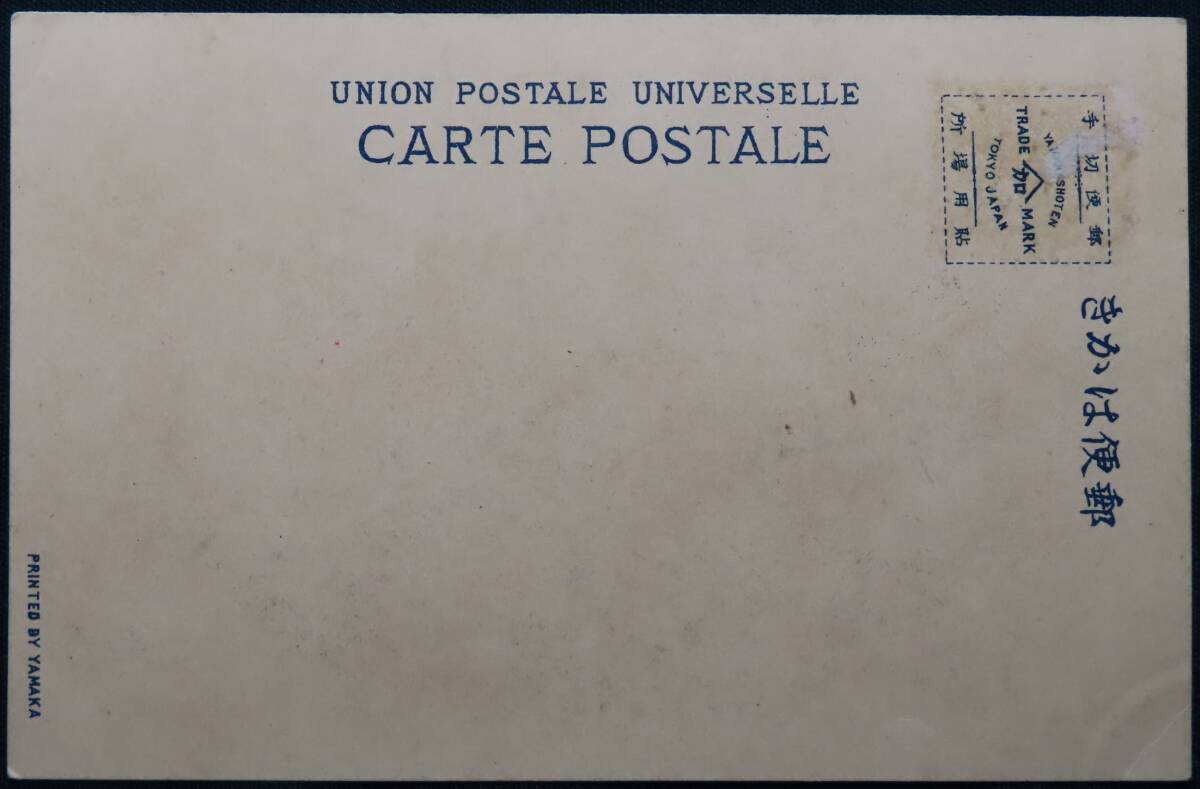 UNION POSTALE UNIVERSELLE
CARTE POSTALE
郵便切手
SHOTEN
TRADE 加 MARK
TOKYO JAPAN
貼用場所
郵便はかき
PRINTED BY YAMAKA